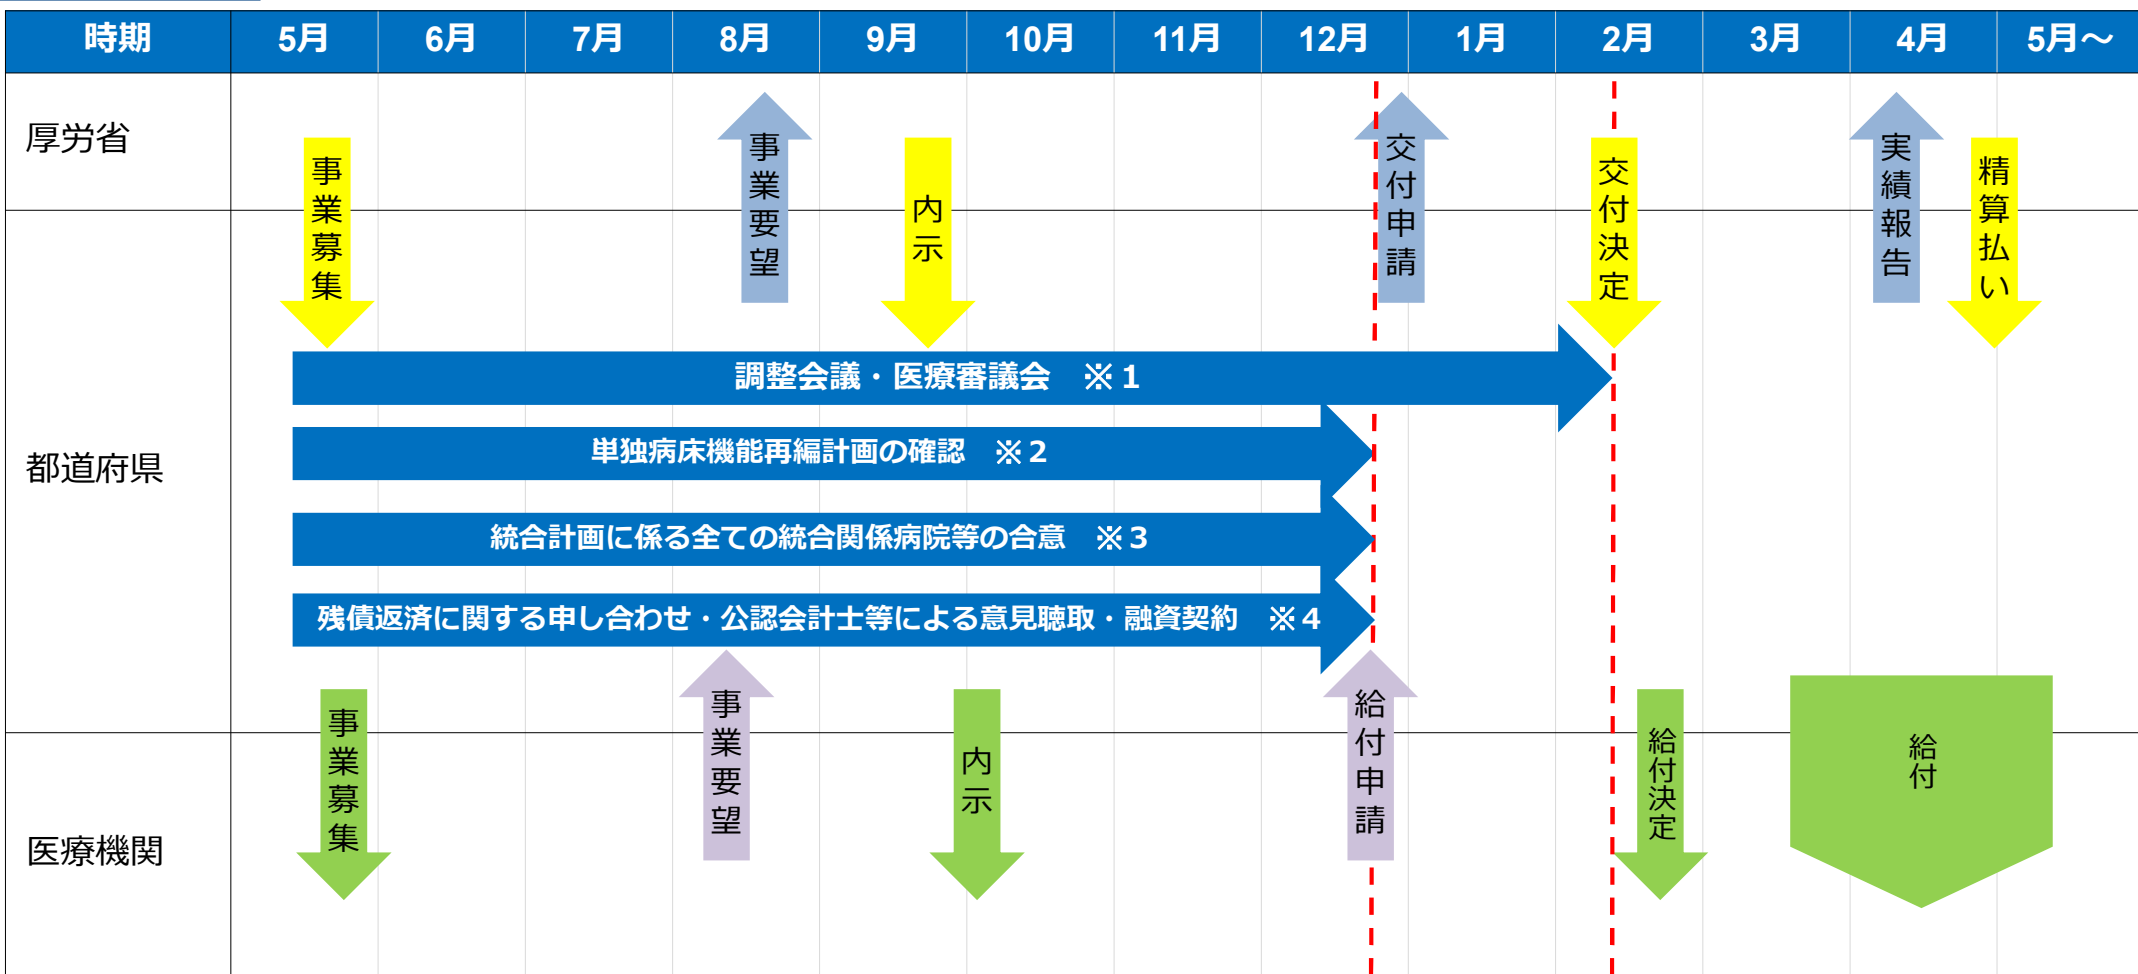 時期 5月 6月 7月 8月 9月 10月 11月 12月 1月 2月 3月 4月 5月～
厚労省
事業募集
事業要望
内示
交付申請
交付決定
実績報告
精算払い
都道府県
調整会議・医療審議会　※１
単独病床機能再編計画の確認　※２
統合計画に係る全ての統合関係病院等の合意　※３
残債返済に関する申し合わせ・公認会計士等による意見聴取・融資契約　※４
医療機関
事業募集
事業要望
内示
給付申請
給付決定
給付